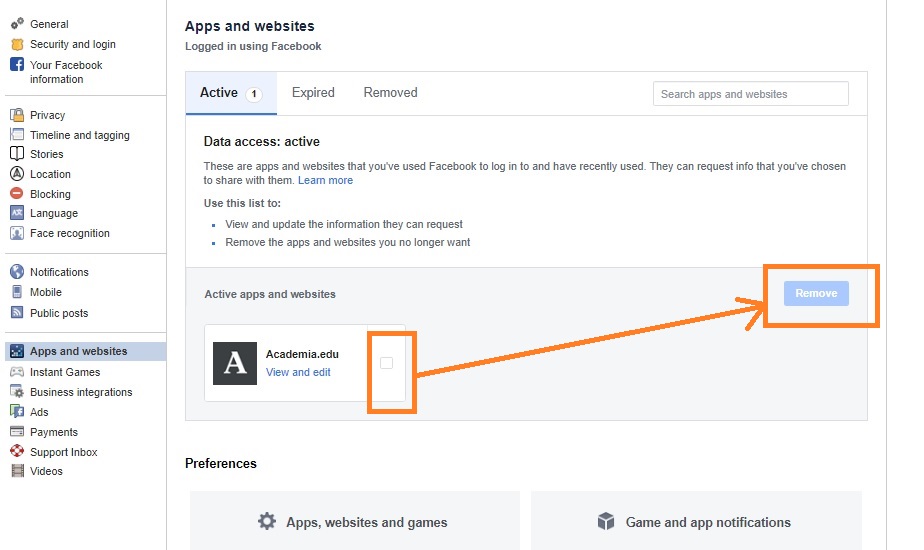 General
Security and login
Your Facebook
information
Privacy
Timeline and tagging
Stories
Location
Blocking
Language
Face recognition
Notifications
Mobile
Public posts
Apps and websites
Instant Games
Business integrations
Ads
Payments
Support Inbox
Videos
Apps and websites
Logged in using Facebook
Active 1 Expired Removed Search apps and websites
Data access: active
These are apps and websites that you've used Facebook to log in to and have recently used. They can request info that you've chosen
to share with them. Learn more
Use this list to:
View and update the information they can request
Remove the apps and websites you no longer want
Active apps and websites Remove
A Academia.edu
View and edit
Preferences
Apps, websites and games Game and app notifications